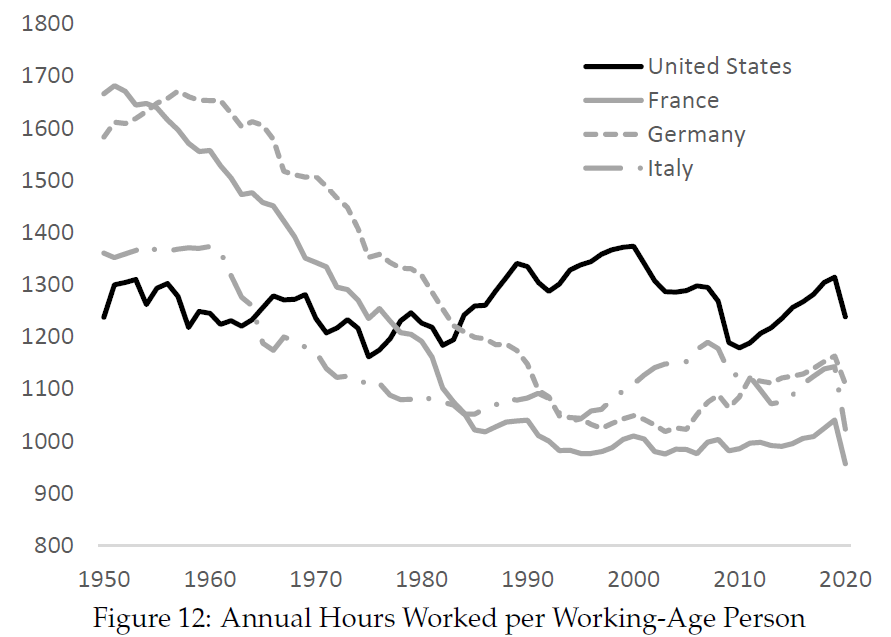 1800
1700
1600
1500
1400
1300
1200
1100
1000
900
800
United States
France
Germany
Italy
1950 1960 1970 1980 1990 2000 2010 2020
Figure 12: Annual Hours Worked per Working-Age Person